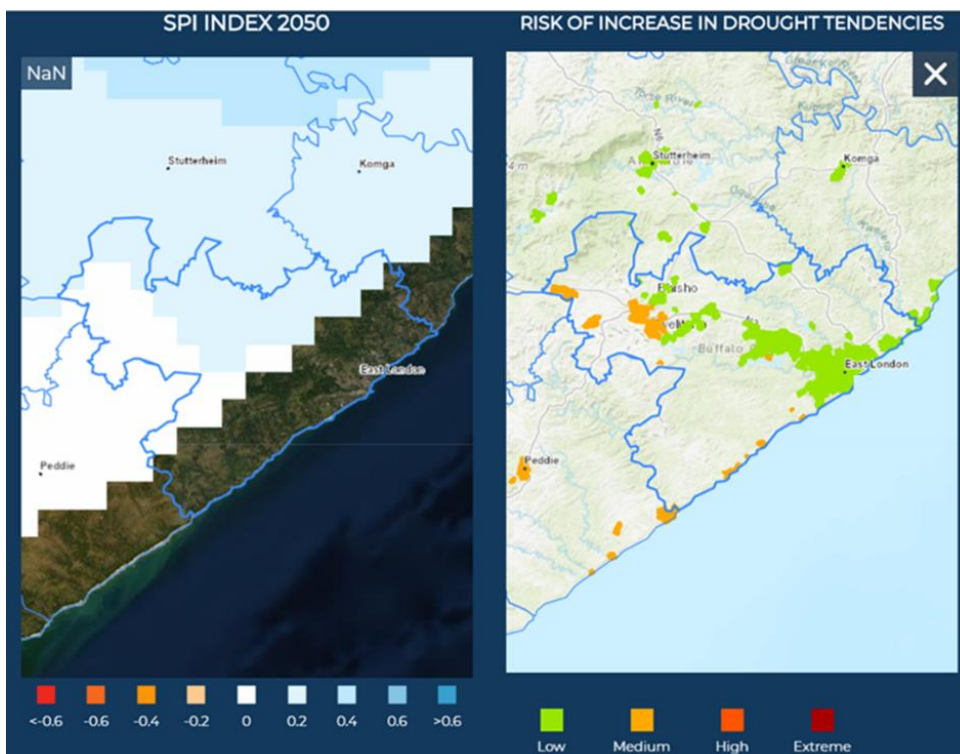 SPI INDEX 2050
NaN
Stutterheim
Komga
East London
Peddie
<-0.6
-0.6
-0.4
-0.2
0
0.2
0.4
0.6
>0.6
RISK OF INCREASE IN DROUGHT TENDENCIES
N6
Stutterheim
Komga
East London
Peddie
Buffalo
Low
Medium
High
Extreme